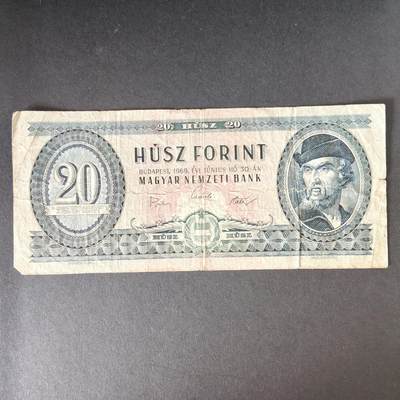 20 HÚSZ 20
HÚSZ FORINT
BUDAPEST, 1969. ÉVI JÚNIUS HÓ 30-ÁN
MAGYAR NEMZETI BANK
20
HÚSZ HÚSZ